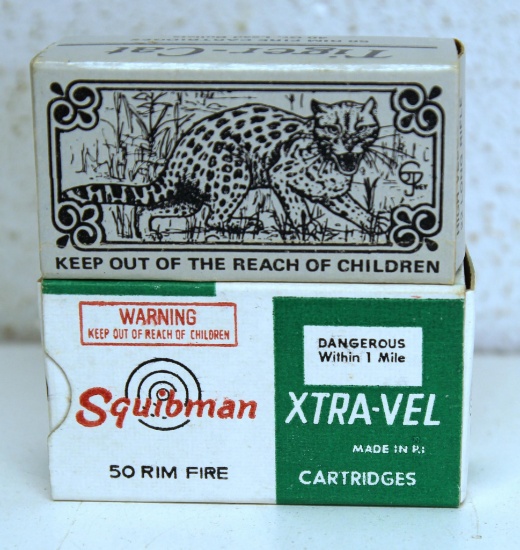 Tiger-Cat
KEEP OUT OF THE REACH OF CHILDREN
WARNING
KEEP OUT OF REACH OF CHILDREN
Squibman
50 RIM FIRE
DANGEROUS
Within 1 Mile
XTRA-VEL
MADE IN P.I
CARTRIDGES